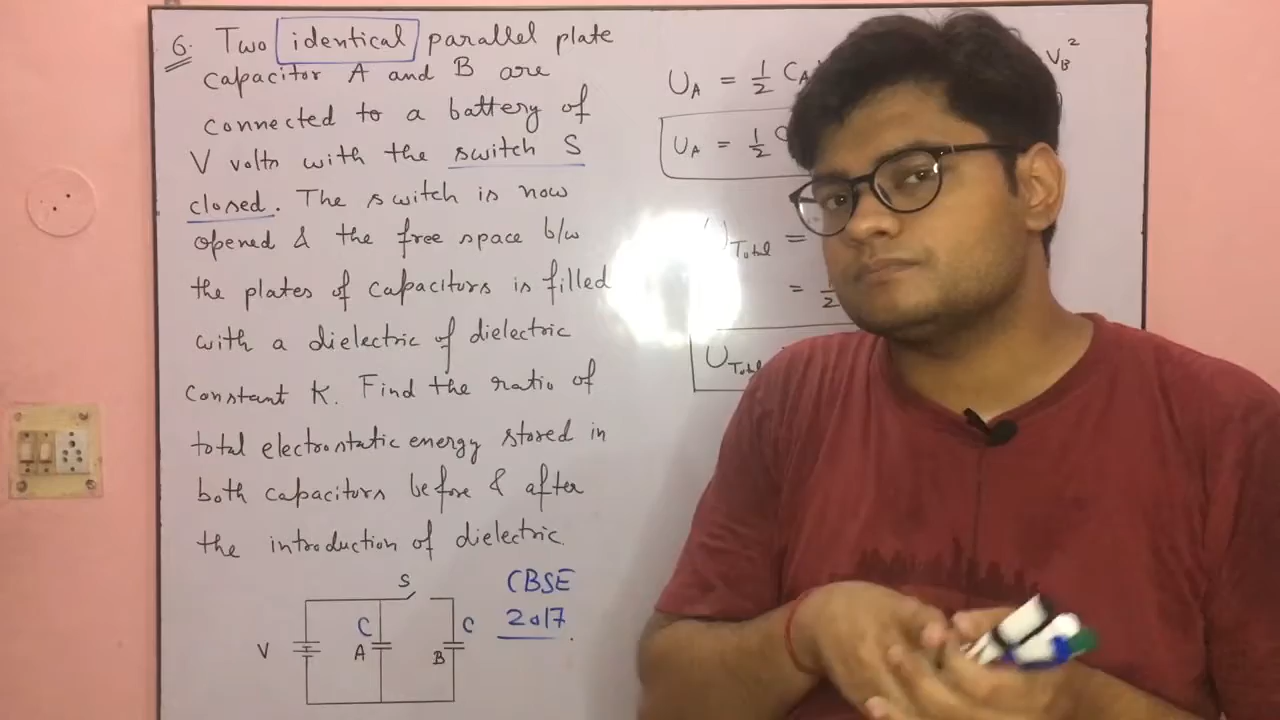 6. Two identical parallel plate
capacitor A and B are
connected to a battery of
V volts with the switch S
closed. The switch is now
opened & the free space b/w
the plates of capacitors is filled
with a dielectric of dielectric
constant K. Find the ratio of
total electrostatic energy stored in
both capacitors before & after
the introduction of dielectric.
CBSE
2017.
S
V
C
A
C
B
U_A = 1/2 C_A
V_B²
U_A = 1/2 C
U_Total =
= 1/2
U_Total